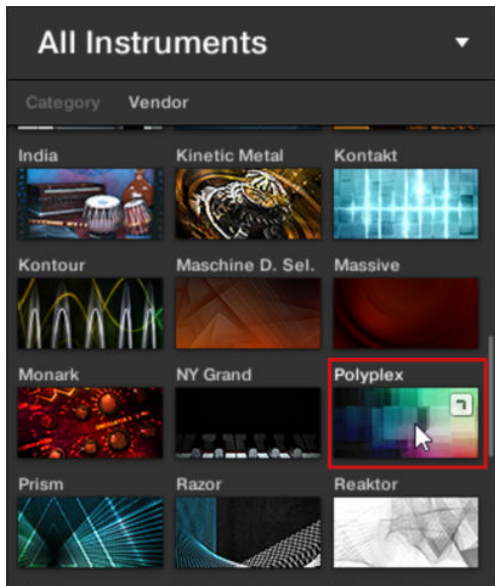 All Instruments
Category Vendor
India Kinetic Metal Kontakt
Kontour Maschine D. Sel. Massive
Monark NY Grand Polyplex
Prism Razor Reaktor